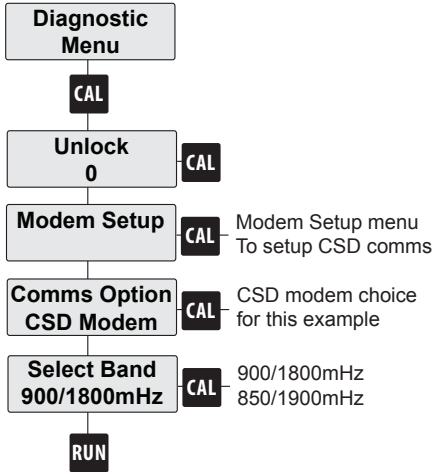 Diagnostic
Menu
CAL
Unlock
0
CAL
Modem Setup
CAL
Modem Setup menu
To setup CSD comms
Comms Option
CSD Modem
CAL
CSD modem choice
for this example
Select Band
900/1800mHz
CAL
900/1800mHz
850/1900mHz
RUN